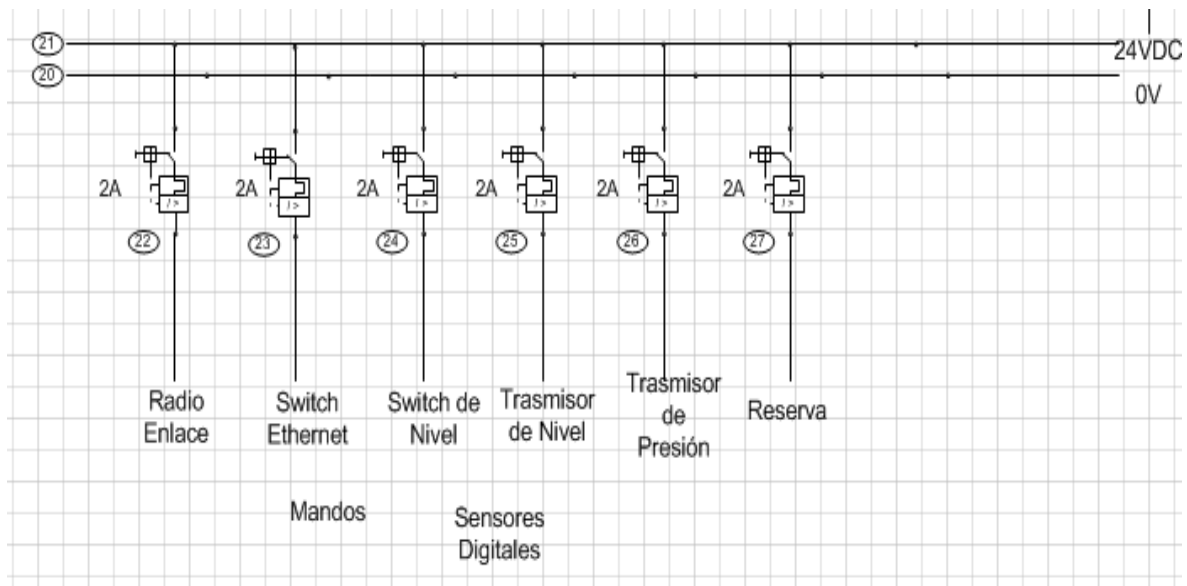 21
24VDC
20
0V
2A
2A
2A
2A
2A
2A
I >
I >
I >
I >
I >
I >
22
23
24
25
26
27
Radio
Enlace
Switch
Ethernet
Switch de
Nivel
Trasmisor
de Nivel
Trasmisor
de
Presión
Reserva
Mandos
Sensores
Digitales